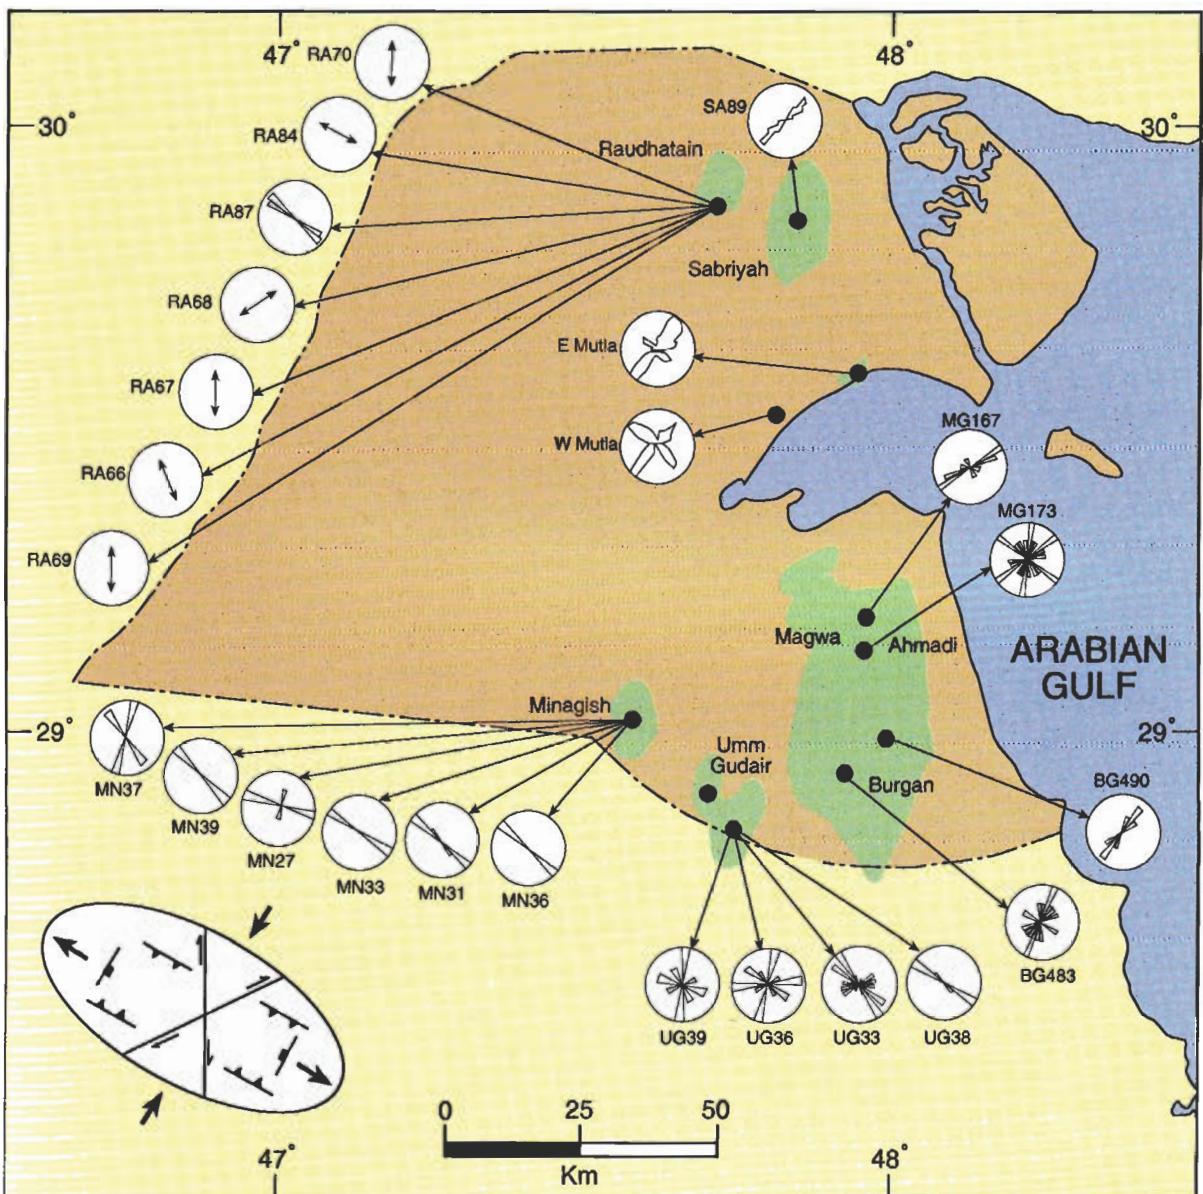 47°
48°
RA70
SA89
30°
30°
RA84
Raudhatain
RA87
Sabriyah
RA68
E Mutla
RA67
MG167
W Mutla
RA66
MG173
RA69
Magwa
Ahmadi
ARABIAN
GULF
Minagish
29°
29°
Umm
Gudair
MN37
MN39
MN27
MN33
MN31
MN36
Burgan
BG490
BG483
UG39
UG36
UG33
UG38
0
25
50
Km
47°
48°